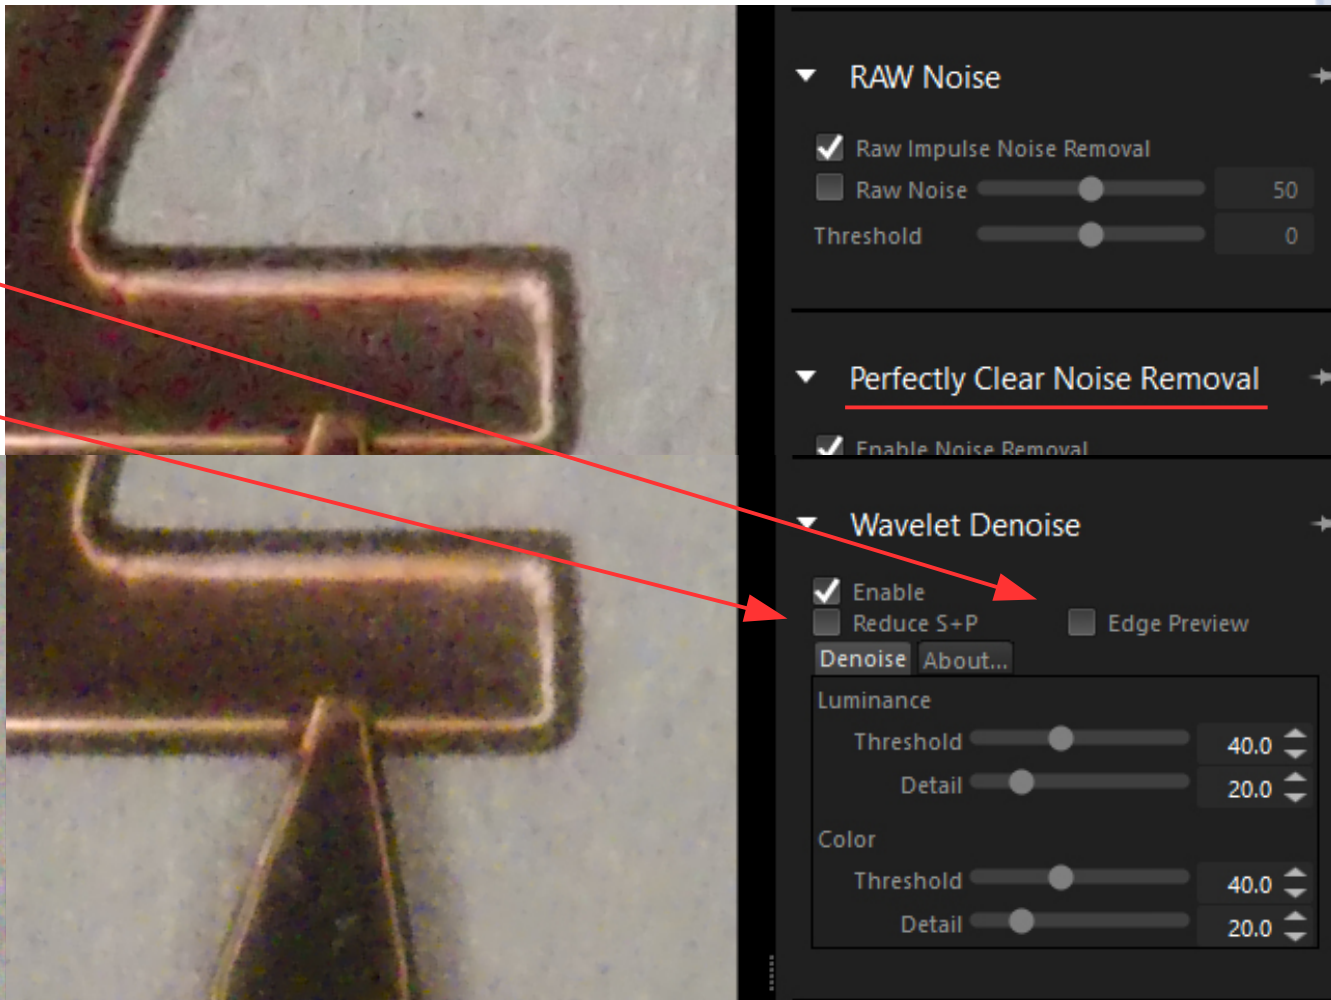 RAW Noise
Raw Impulse Noise Removal
Raw Noise 50
Threshold 0
Perfectly Clear Noise Removal
Enable Noise Removal
Wavelet Denoise
Enable
Reduce S+P Edge Preview
Denoise About...
Luminance
Threshold 40.0
Detail 20.0
Color
Threshold 40.0
Detail 20.0